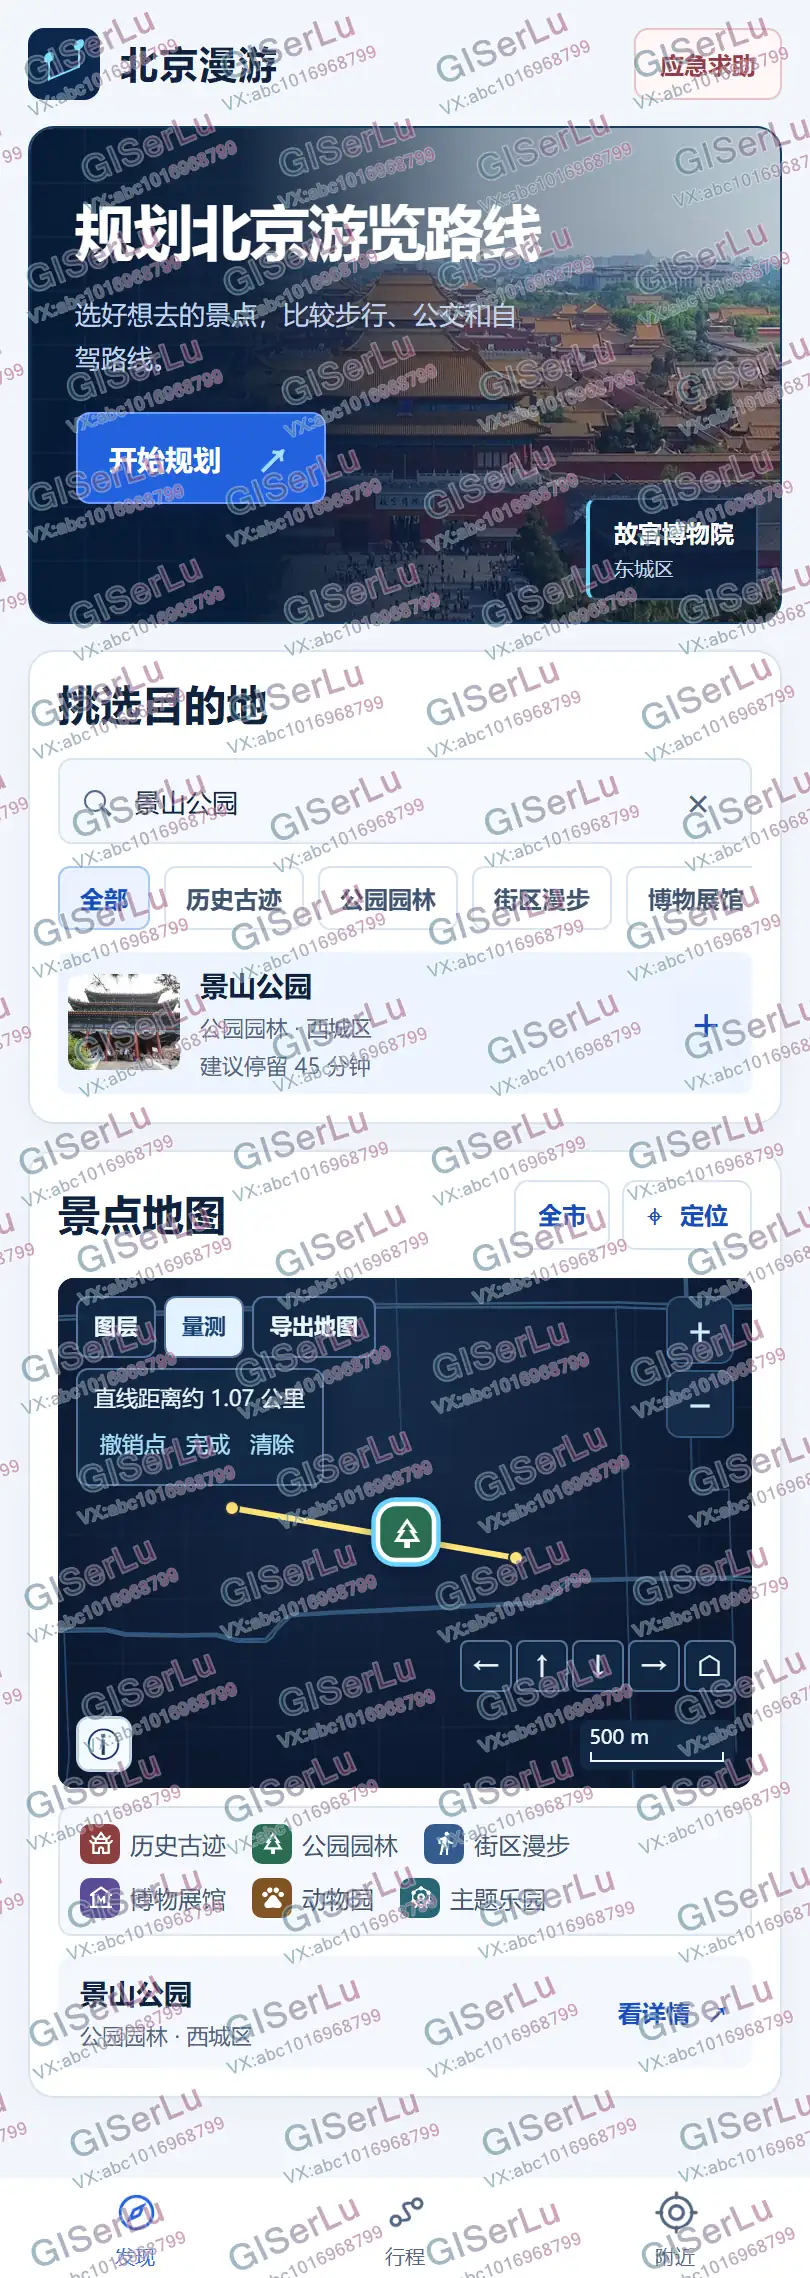 北京漫游
应急求助
规划北京游览路线
选好想去的景点，比较步行、公交和自
驾路线。
开始规划
故宫博物院
东城区
挑选目的地
景山公园
全部 历史古迹 公园园林 街区漫步 博物展馆
景山公园
公园园林 · 西城区
建议停留 45 分钟
景点地图
全市 定位
图层 量测 导出地图
直线距离约 1.07 公里
撤销点 完成 清除
500 m
历史古迹 公园园林 街区漫步
博物展馆 动物园 主题乐园
景山公园
公园园林 · 西城区
看详情
发现 行程 附近
GISerLu
VX:abc1016968799